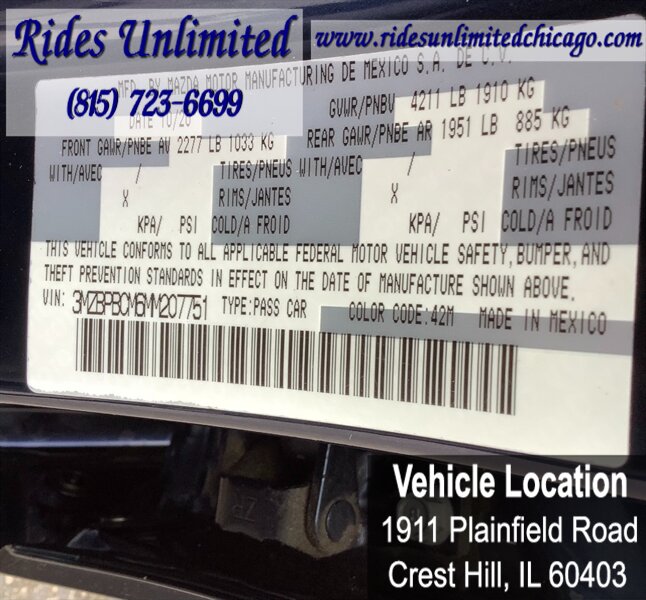 Rides Unlimited
www.ridesunlimitedchicago.com
MFD. BY MAZDA MOTOR MANUFACTURING DE MEXICO S.A. DE C.V.
(815) 723-6699
DATE 10/20
GVWR/PNBV 4211 LB 1910 KG
FRONT GAWR/PNBE AV 2277 LB 1033 KG
REAR GAWR/PNBE AR 1951 LB 885 KG
WITH/AVEC / TIRES/PNEUS WITH/AVEC / TIRES/PNEUS
X RIMS/JANTES X RIMS/JANTES
KPA/ PSI COLD/A FROID KPA/ PSI COLD/A FROID
THIS VEHICLE CONFORMS TO ALL APPLICABLE FEDERAL MOTOR VEHICLE SAFETY, BUMPER, AND
THEFT PREVENTION STANDARDS IN EFFECT ON THE DATE OF MANUFACTURE SHOWN ABOVE.
VIN: 3MZBPBCM6MM207751 TYPE:PASS CAR COLOR CODE:42M MADE IN MEXICO
Vehicle Location
1911 Plainfield Road
Crest Hill, IL 60403